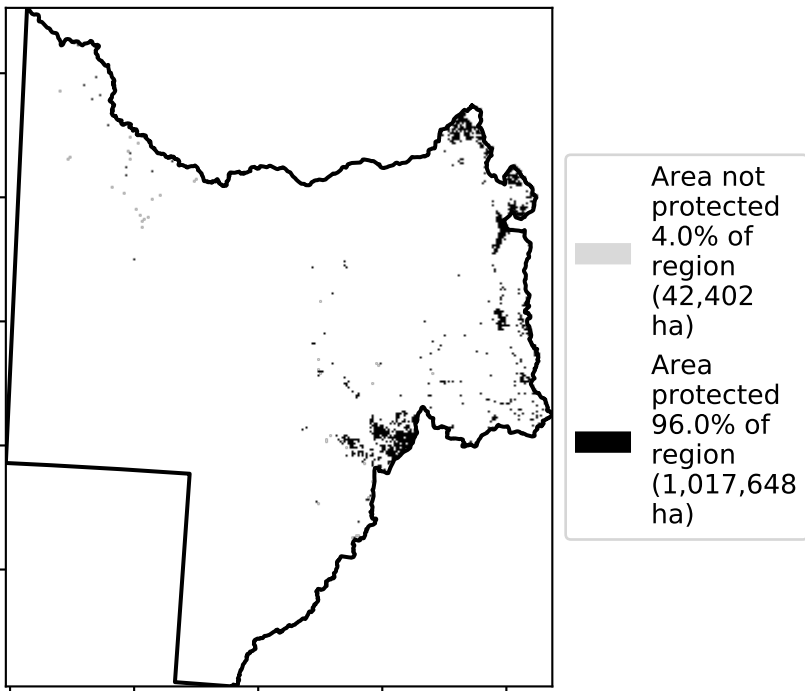 Area not
protected
4.0% of
region
(42,402
ha)
Area
protected
96.0% of
region
(1,017,648
ha)